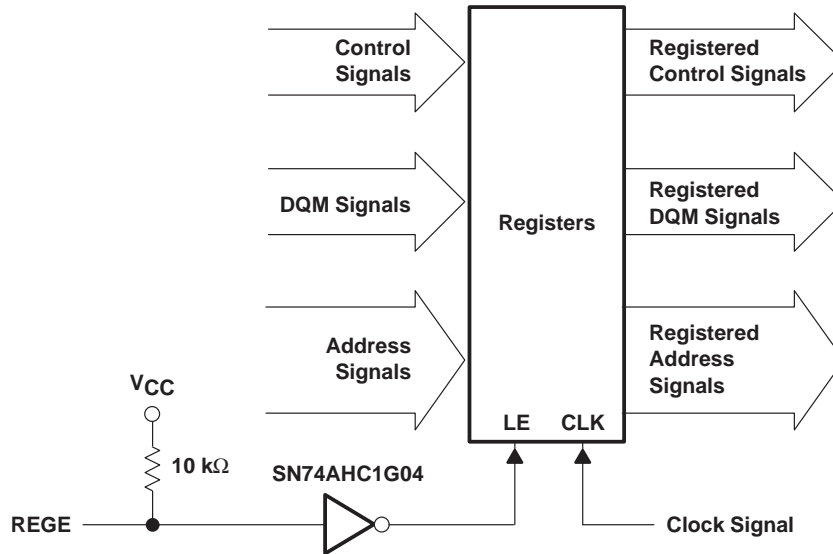 Control
Signals
Registered
Control Signals
DQM Signals
Registers
Registered
DQM Signals
Address
Signals
Registered
Address
Signals
VCC
LE CLK
10 kΩ
SN74AHC1G04
REGE
Clock Signal